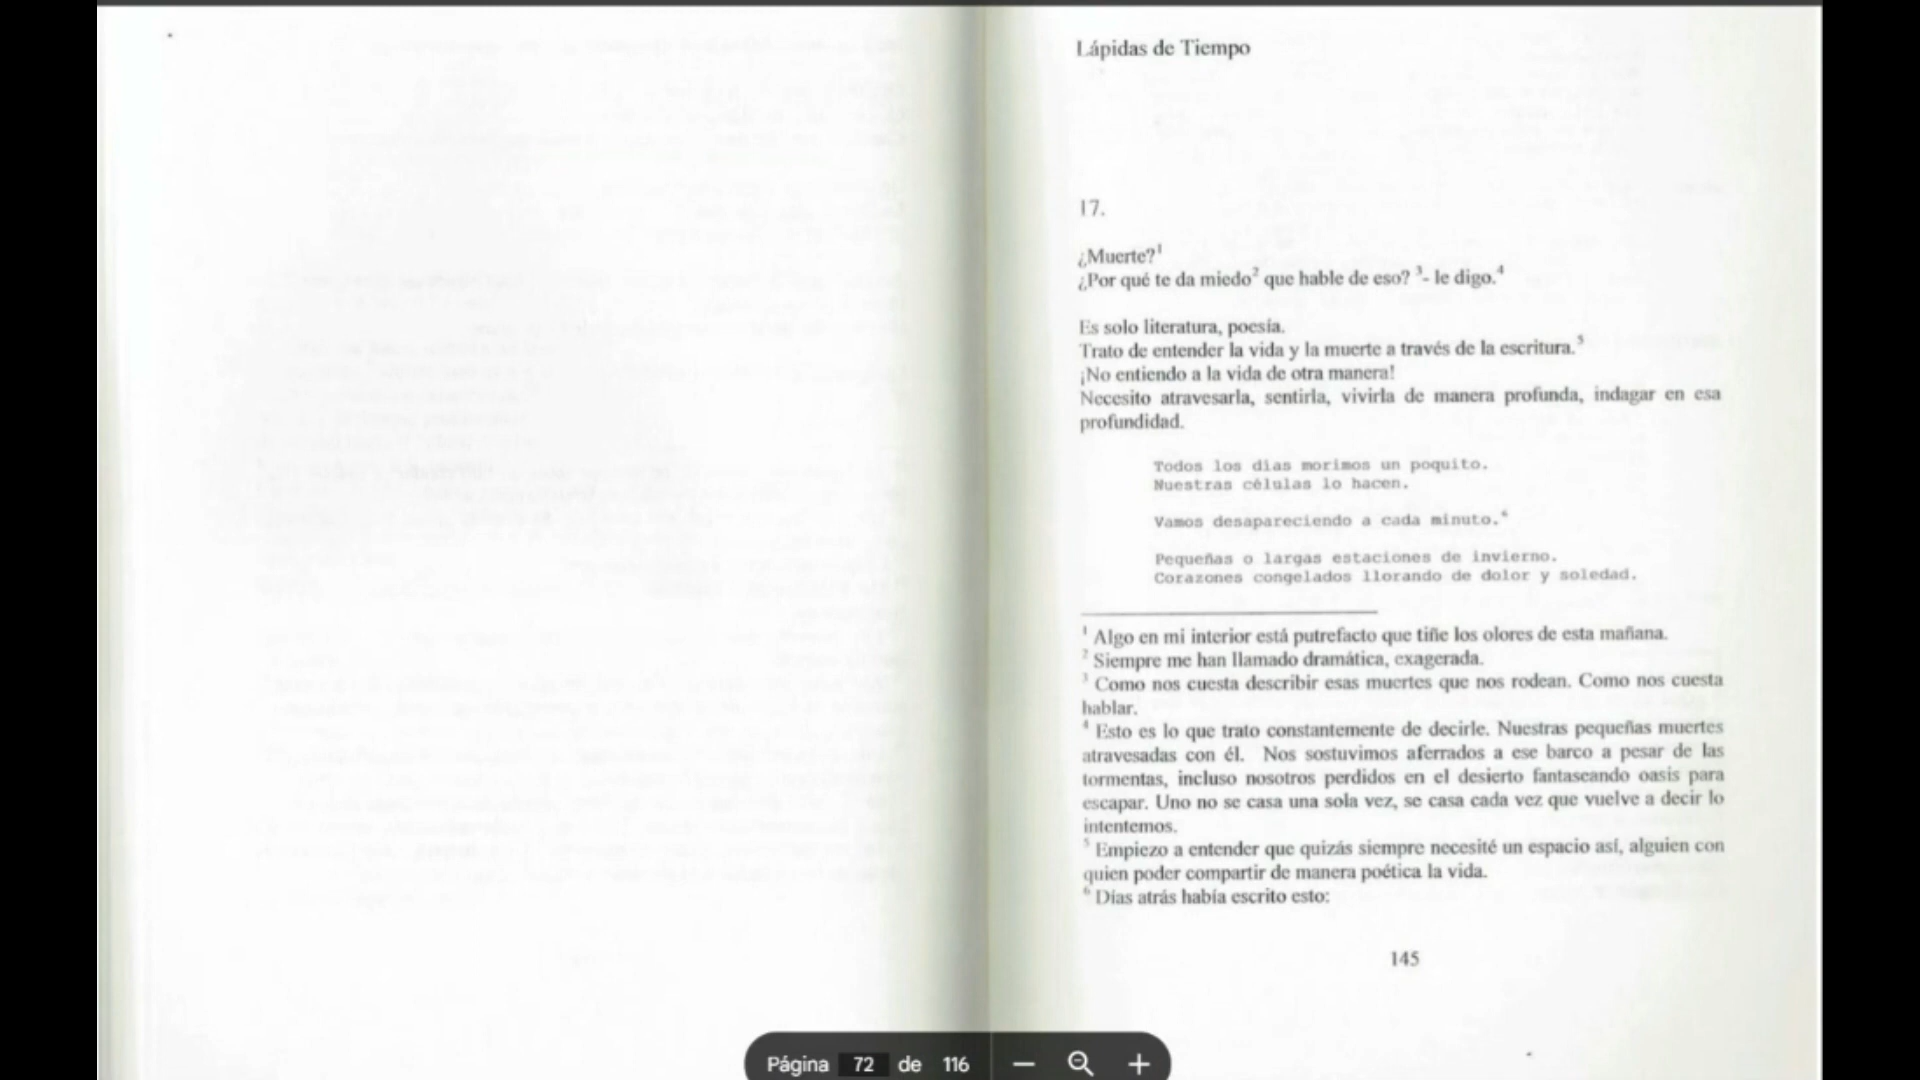 Lápidas de Tiempo
17.
¿Muerte?¹
¿Por qué te da miedo² que hable de eso? ³- le digo.⁴
Es solo literatura, poesía.
Trato de entender la vida y la muerte a través de la escritura.⁵
¡No entiendo a la vida de otra manera!
Necesito atravesarla, sentirla, vivirla de manera profunda, indagar en esa
profundidad.
Todos los días morimos un poquito.
Nuestras células lo hacen.
Vamos desapareciendo a cada minuto.⁶
Pequeñas o largas estaciones de invierno.
Corazones congelados llorando de dolor y soledad.
¹ Algo en mi interior está putrefacto que tiñe los olores de esta mañana.
² Siempre me han llamado dramática, exagerada.
³ Como nos cuesta describir esas muertes que nos rodean. Como nos cuesta
hablar.
⁴ Esto es lo que trato constantemente de decirle. Nuestras pequeñas muertes
atravesadas con él. Nos sostuvimos aferrados a ese barco a pesar de las
tormentas, incluso nosotros perdidos en el desierto fantaseando oasis para
escapar. Uno no se casa una sola vez, se casa cada vez que vuelve a decir lo
intentemos.
⁵ Empiezo a entender que quizás siempre necesité un espacio así, alguien con
quien poder compartir de manera poética la vida.
⁶ Días atrás había escrito esto:
145
Página 72 de 116